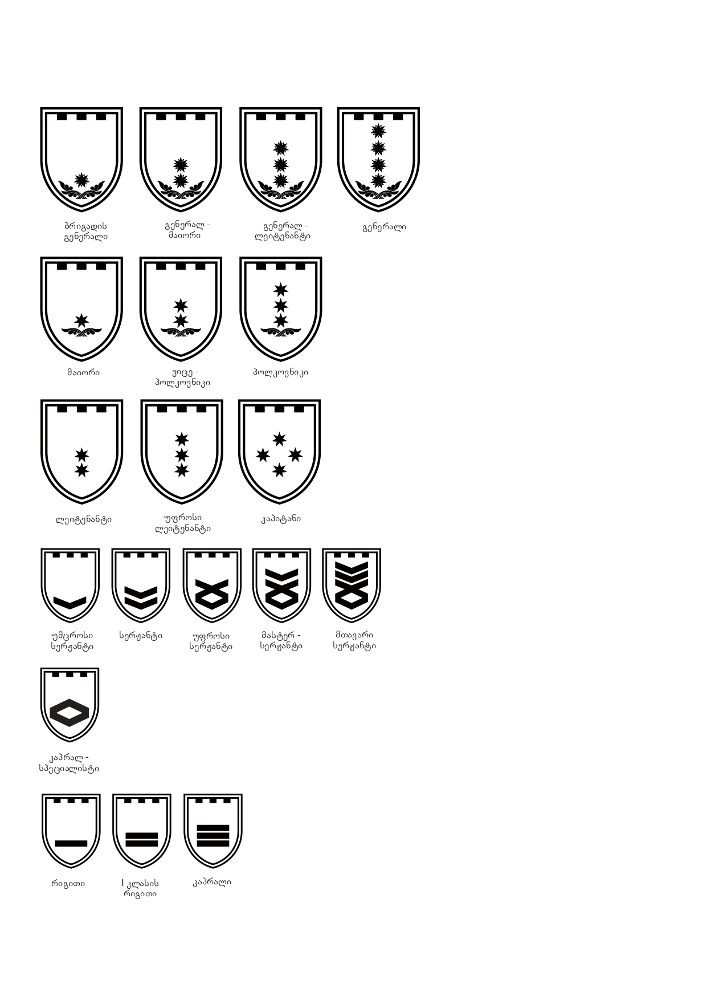 ბრიგადის
გენერალი
გენერალ -
მაიორი
გენერალ -
ლეიტენანტი
გენერალი
მაიორი
ვიცე -
პოლკოვნიკი
პოლკოვნიკი
ლეიტენანტი
უფროსი
ლეიტენანტი
კაპიტანი
უმცროსი
სერჟანტი
სერჟანტი
უფროსი
სერჟანტი
მასტერ -
სერჟანტი
მთავარი
სერჟანტი
კაპრალ -
სპეციალისტი
რიგითი
I კლასის
რიგითი
კაპრალი